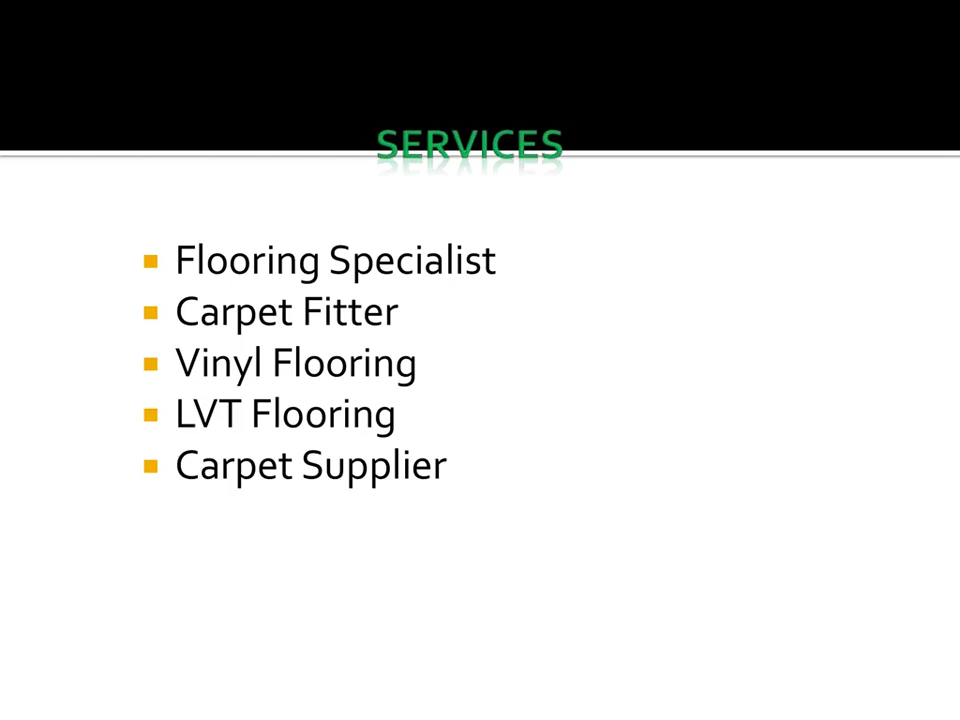 SERVICES
Flooring Specialist
Carpet Fitter
Vinyl Flooring
LVT Flooring
Carpet Supplier